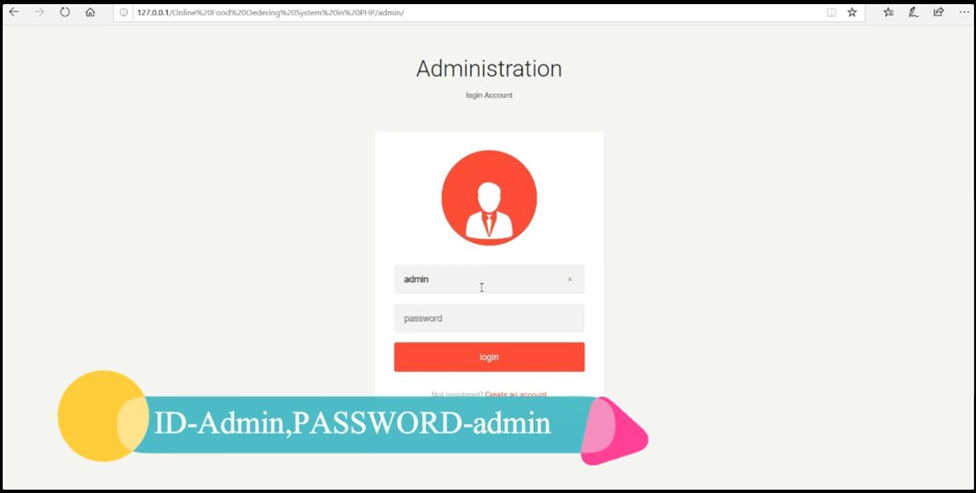 127.0.0.1/Online%20Food%20Oedering%20System%20in%20PHP/admin/
Administration
login Account
admin
×
password
login
Not registered? Create an account
ID-Admin,PASSWORD-admin